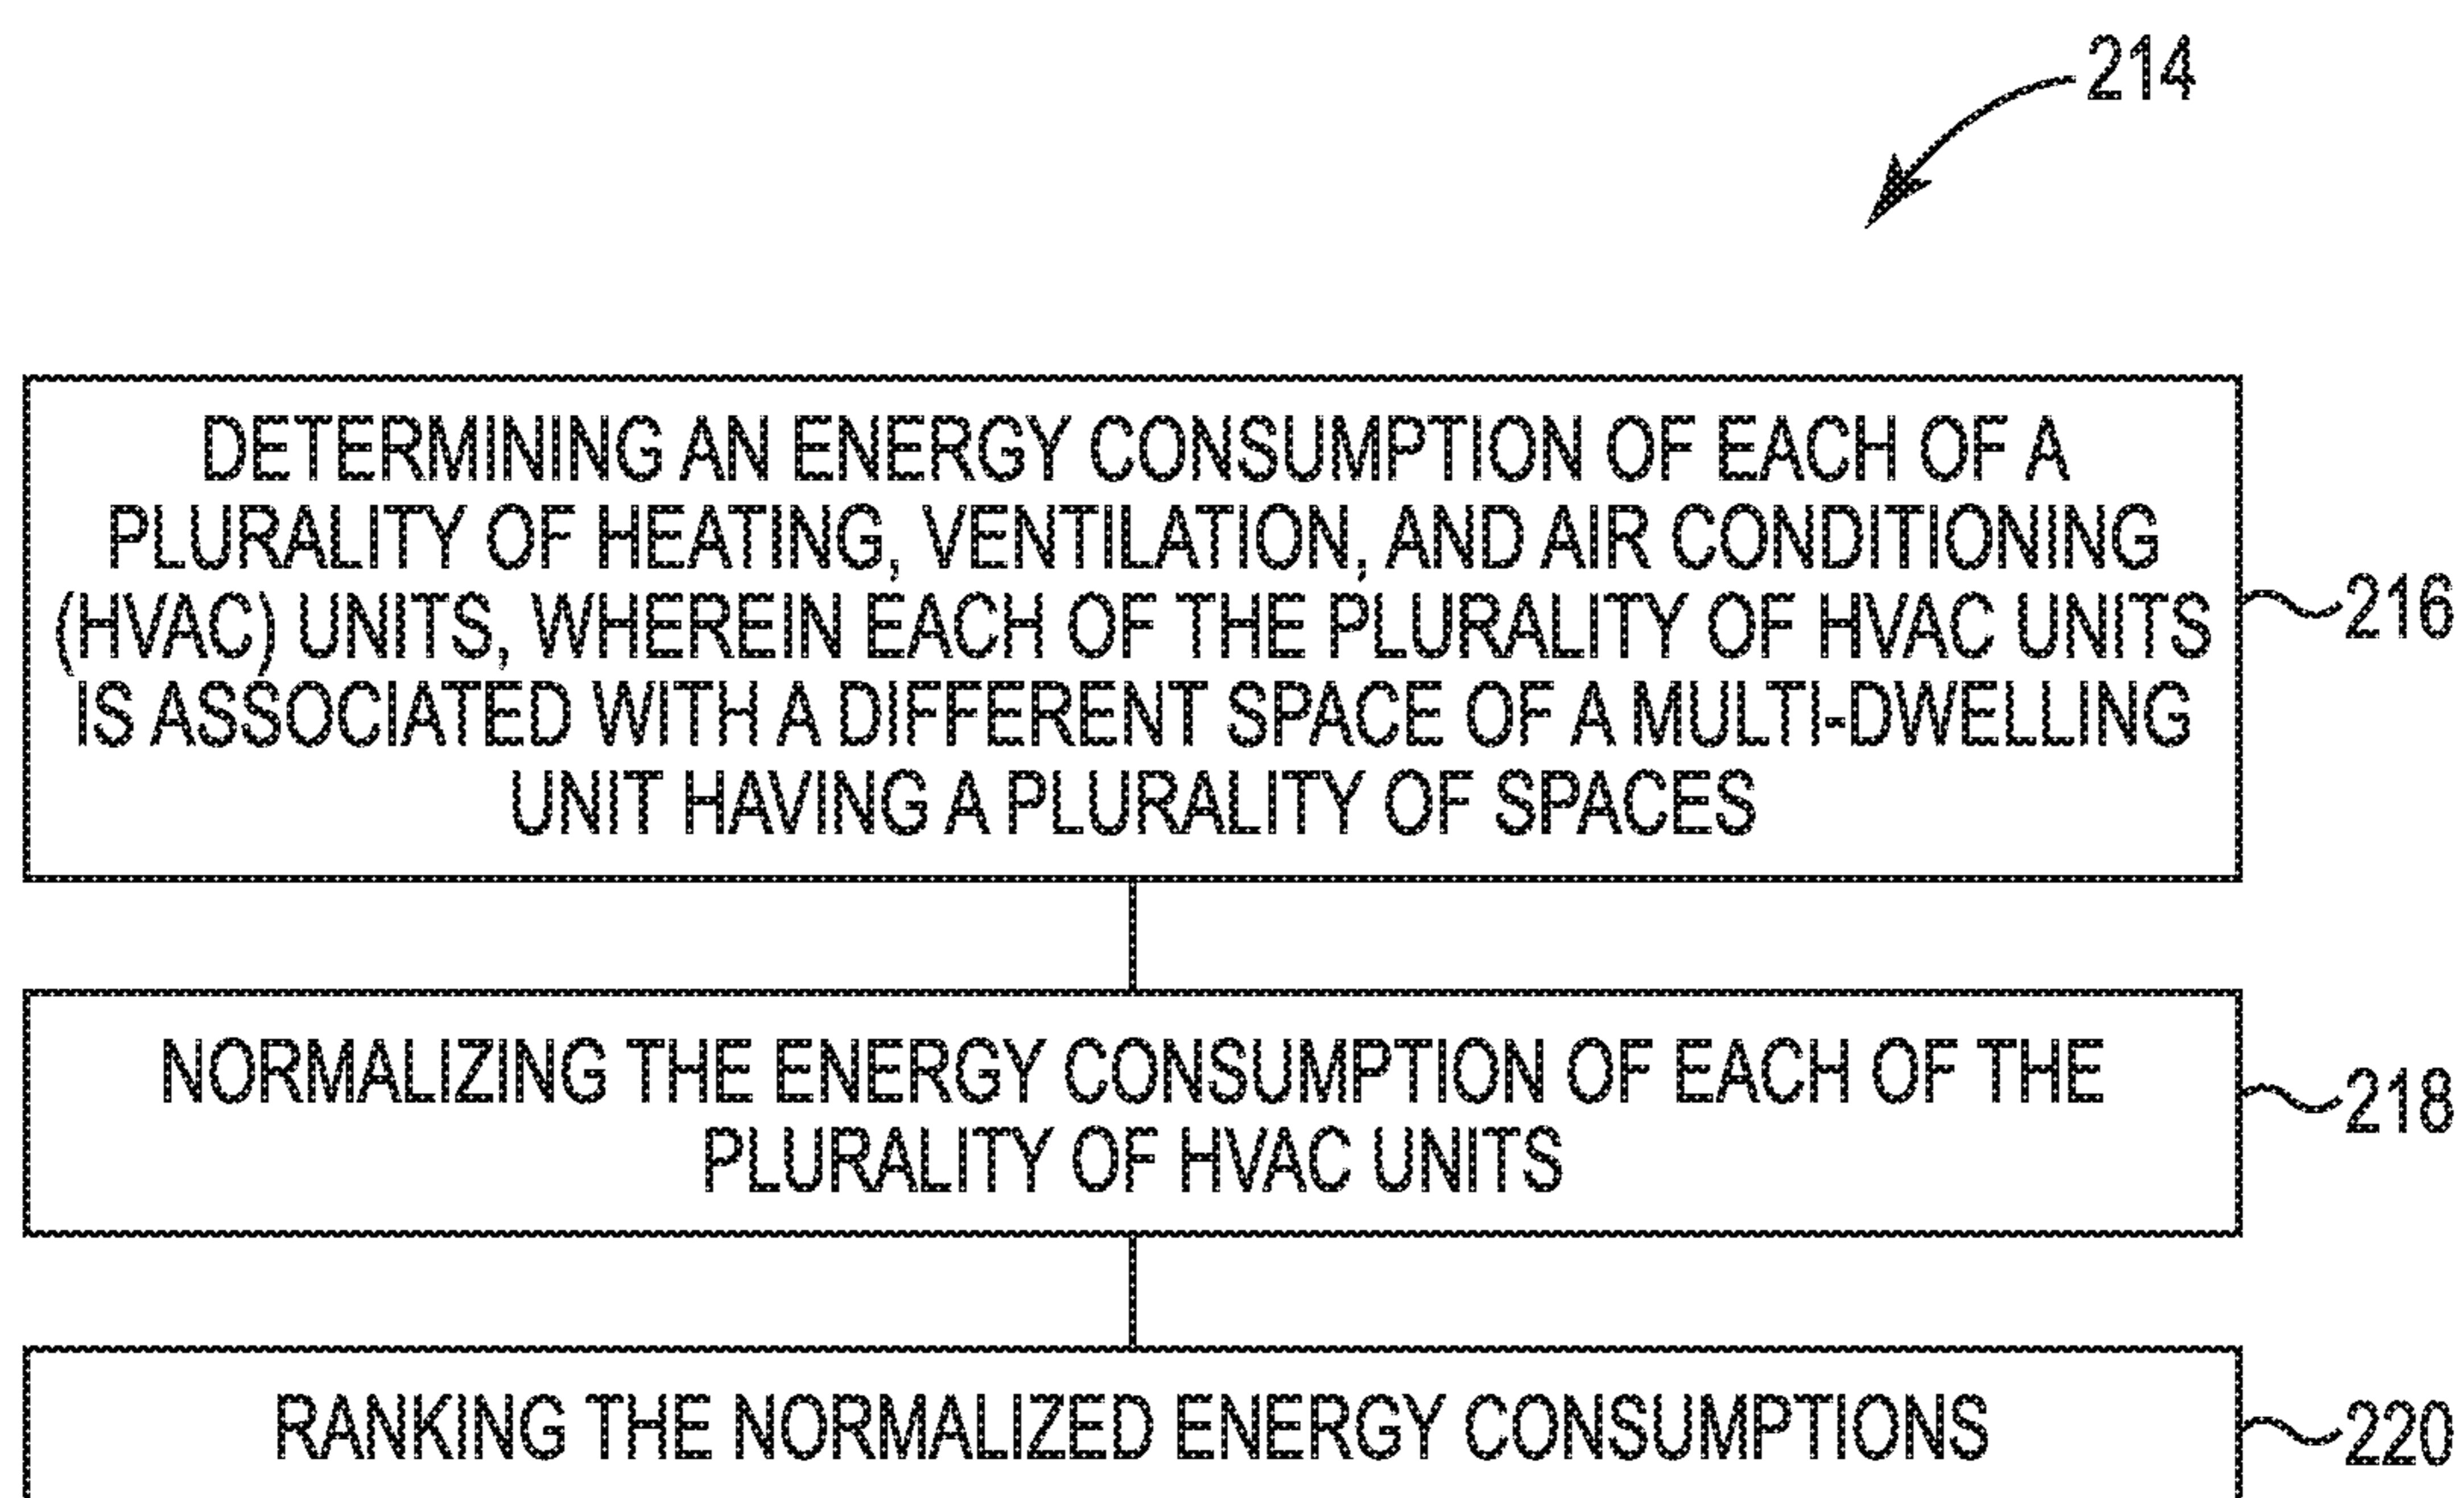 214
DETERMINING AN ENERGY CONSUMPTION OF EACH OF A
PLURALITY OF HEATING, VENTILATION, AND AIR CONDITIONING
(HVAC) UNITS, WHEREIN EACH OF THE PLURALITY OF HVAC UNITS
IS ASSOCIATED WITH A DIFFERENT SPACE OF A MULTI-DWELLING
UNIT HAVING A PLURALITY OF SPACES
216
NORMALIZING THE ENERGY CONSUMPTION OF EACH OF THE
PLURALITY OF HVAC UNITS
218
RANKING THE NORMALIZED ENERGY CONSUMPTIONS
220